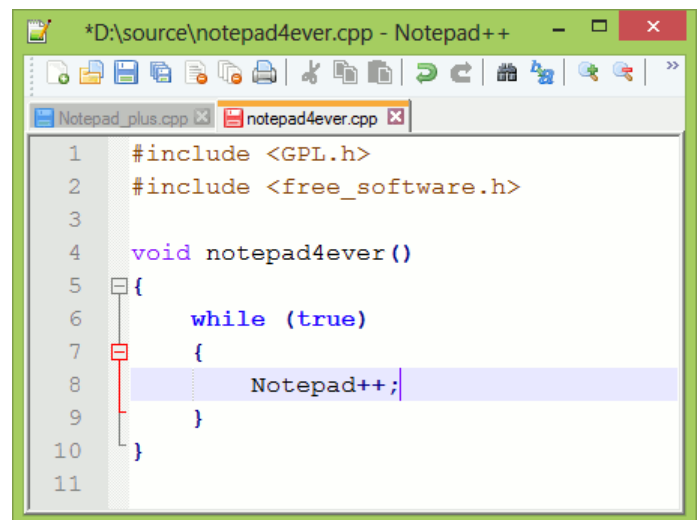 *D:\source\notepad4ever.cpp - Notepad++
Notepad_plus.cpp notepad4ever.cpp
1 #include <GPL.h>
2 #include <free_software.h>
3
4 void notepad4ever()
5 {
6 while (true)
7 {
8 Notepad++;
9 }
10 }
11